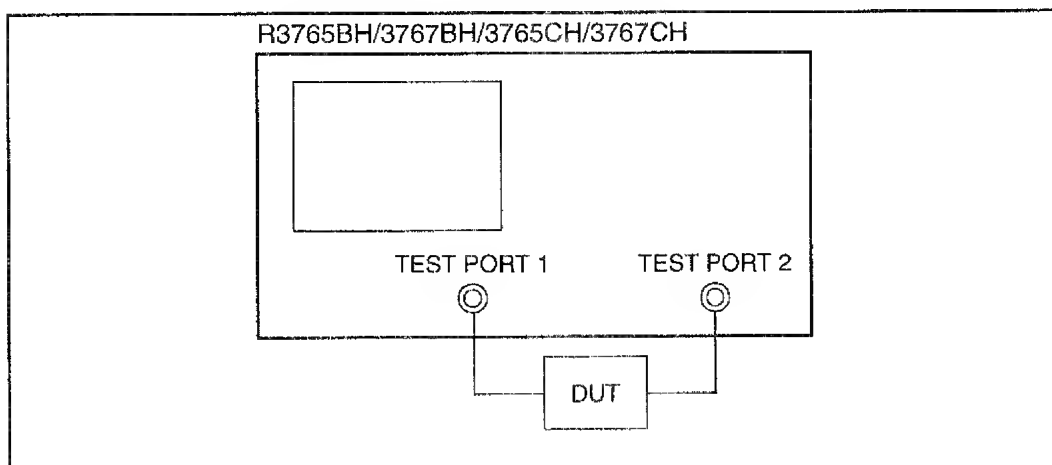 R3765BH/3767BH/3765CH/3767CH
TEST PORT 1 TEST PORT 2
DUT